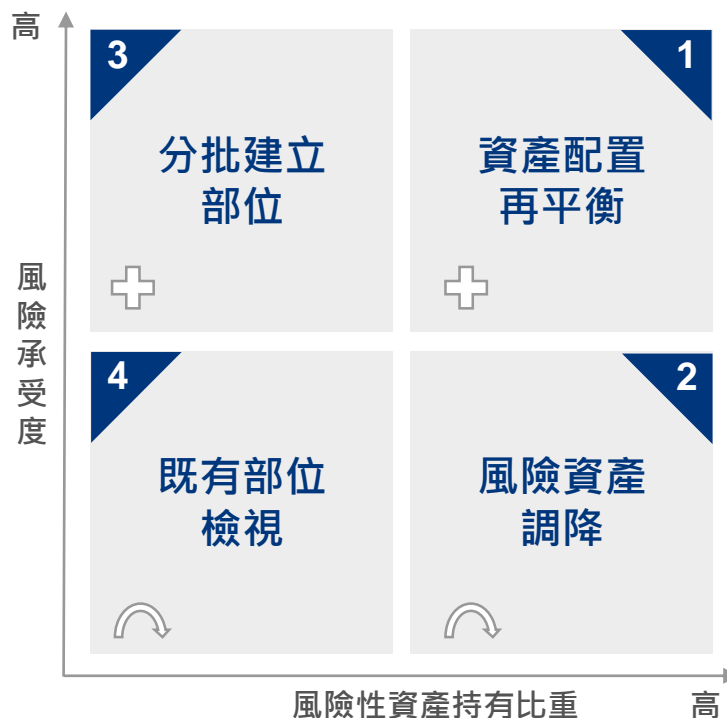 高
3
分批建立
部位
1
資產配置
再平衡
風險承受度
4
既有部位
檢視
2
風險資產
調降
風險性資產持有比重
高